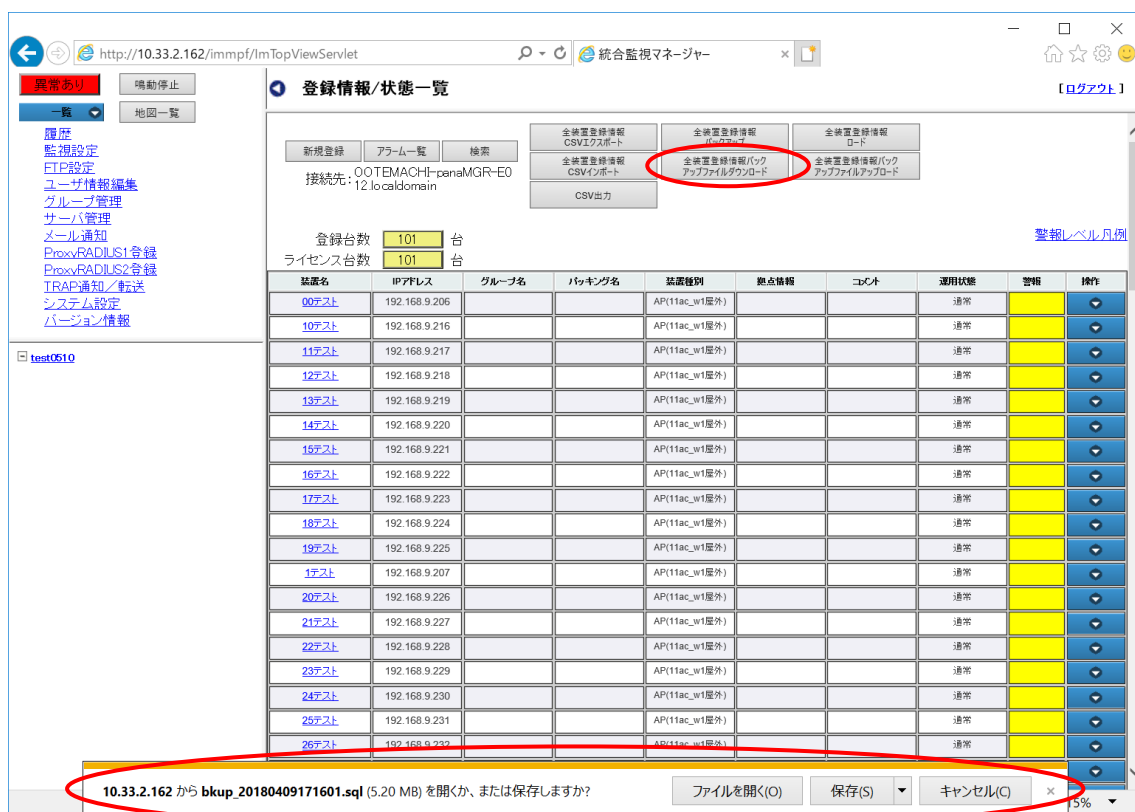 http://10.33.2.162/immpf/ImTopViewServlet
統合監視マネージャー
異常あり
鳴動停止
一覧
地図一覧
履歴
監視設定
FTP設定
ユーザ情報編集
グループ管理
サーバ管理
メール通知
ProxyRADIUS1登録
ProxyRADIUS2登録
TRAP通知／転送
システム設定
バージョン情報
test0510
登録情報/状態一覧
[ログアウト]
新規登録
アラーム一覧
検索
接続先:
OOTEMACHI-panaMGR-E0
12.localdomain
全装置登録情報
CSVエクスポート
全装置登録情報
バックアップ
全装置登録情報
ロード
全装置登録情報
CSVインポート
全装置登録情報バック
アップファイルダウンロード
全装置登録情報バック
アップファイルアップロード
CSV出力
登録台数 101 台
ライセンス台数 101 台
警報レベル凡例
装置名 IPアドレス グループ名 パッキング名 装置種別 拠点情報 コメント 運用状態 警報 操作
00テスト 192.168.9.206 AP(11ac_w1屋外) 通常
10テスト 192.168.9.216 AP(11ac_w1屋外) 通常
11テスト 192.168.9.217 AP(11ac_w1屋外) 通常
12テスト 192.168.9.218 AP(11ac_w1屋外) 通常
13テスト 192.168.9.219 AP(11ac_w1屋外) 通常
14テスト 192.168.9.220 AP(11ac_w1屋外) 通常
15テスト 192.168.9.221 AP(11ac_w1屋外) 通常
16テスト 192.168.9.222 AP(11ac_w1屋外) 通常
17テスト 192.168.9.223 AP(11ac_w1屋外) 通常
18テスト 192.168.9.224 AP(11ac_w1屋外) 通常
19テスト 192.168.9.225 AP(11ac_w1屋外) 通常
1テスト 192.168.9.207 AP(11ac_w1屋外) 通常
20テスト 192.168.9.226 AP(11ac_w1屋外) 通常
21テスト 192.168.9.227 AP(11ac_w1屋外) 通常
22テスト 192.168.9.228 AP(11ac_w1屋外) 通常
23テスト 192.168.9.229 AP(11ac_w1屋外) 通常
24テスト 192.168.9.230 AP(11ac_w1屋外) 通常
25テスト 192.168.9.231 AP(11ac_w1屋外) 通常
26テスト 192.168.9.232 AP(11ac_w1屋外) 通常
10.33.2.162 から bkup_20180409171601.sql (5.20 MB) を開くか、または保存しますか?
ファイルを開く(O)
保存(S)
キャンセル(C)
15%